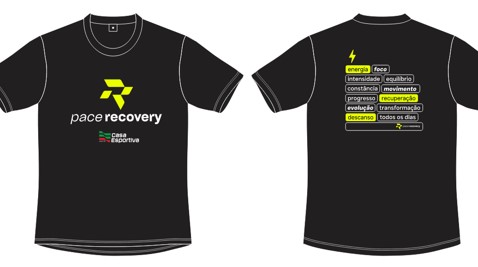 pace recovery
Casa
Esportiva
energia foco
intensidade equilíbrio
constância movimento
progresso recuperação
evolução transformação
descanso todos os dias